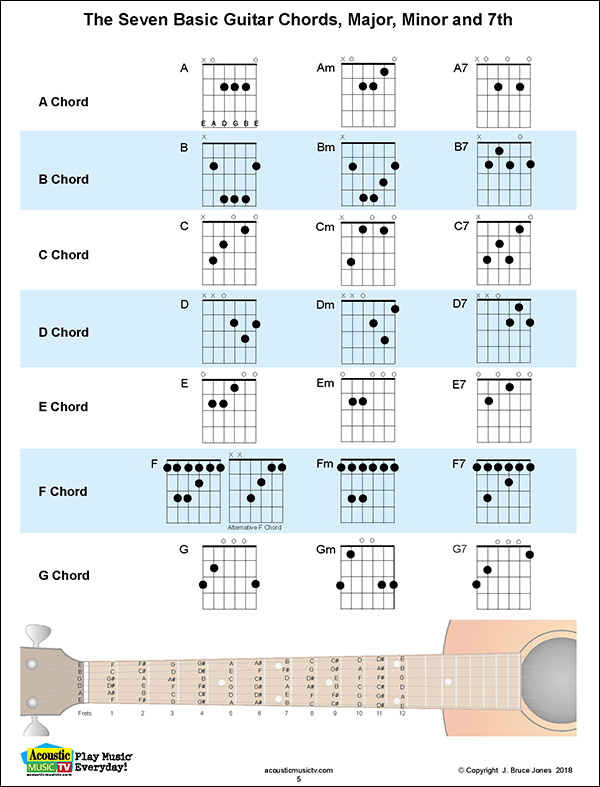 The Seven Basic Guitar Chords, Major, Minor and 7th
A Am A7
X O O X O O X O O O
A Chord
E A D G B E
B Bm B7
X X X O
B Chord
C Cm C7
X O O X O O X O
C Chord
D Dm D7
X X O X X O X X O
D Chord
E Em E7
O O O O O O O O O O O
E Chord
F X X Fm F7
F Chord
Alternative F Chord
G Gm G7
O O O O O O O O
G Chord
E F F# G G# A A# B C C# D D# E
B C C# D D# E F F# G G# A A# B
G G# A A# B C C# D D# E F F# G
D D# E F F# G G# A A# B C C# D
A A# B C C# D D# E F F# G G# A
E F F# G G# A A# B C C# D D# E
Frets 1 2 3 4 5 6 7 8 9 10 11 12
Acoustic
MUSIC TV
acousticmusictv.com
Play Music™
Everyday!
acousticmusictv.com
5
© Copyright J. Bruce Jones 2018